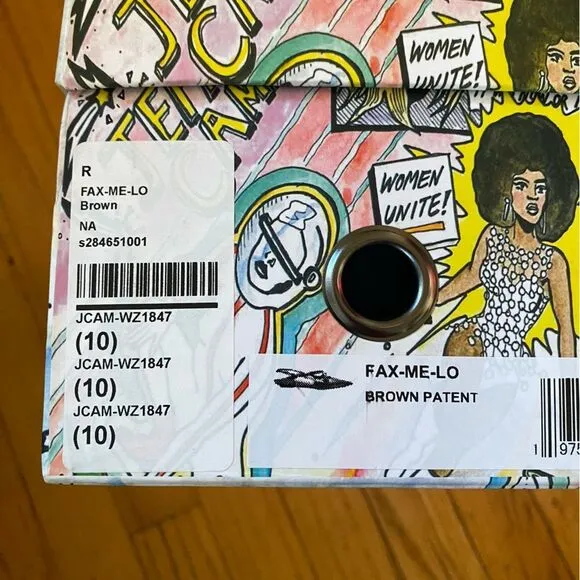 WOMEN
UNITE!
WOMEN
UNITE!
R
FAX-ME-LO
Brown
NA
s284651001
JCAM-WZ1847
(10)
JCAM-WZ1847
(10)
JCAM-WZ1847
(10)
FAX-ME-LO
BROWN PATENT
1 975